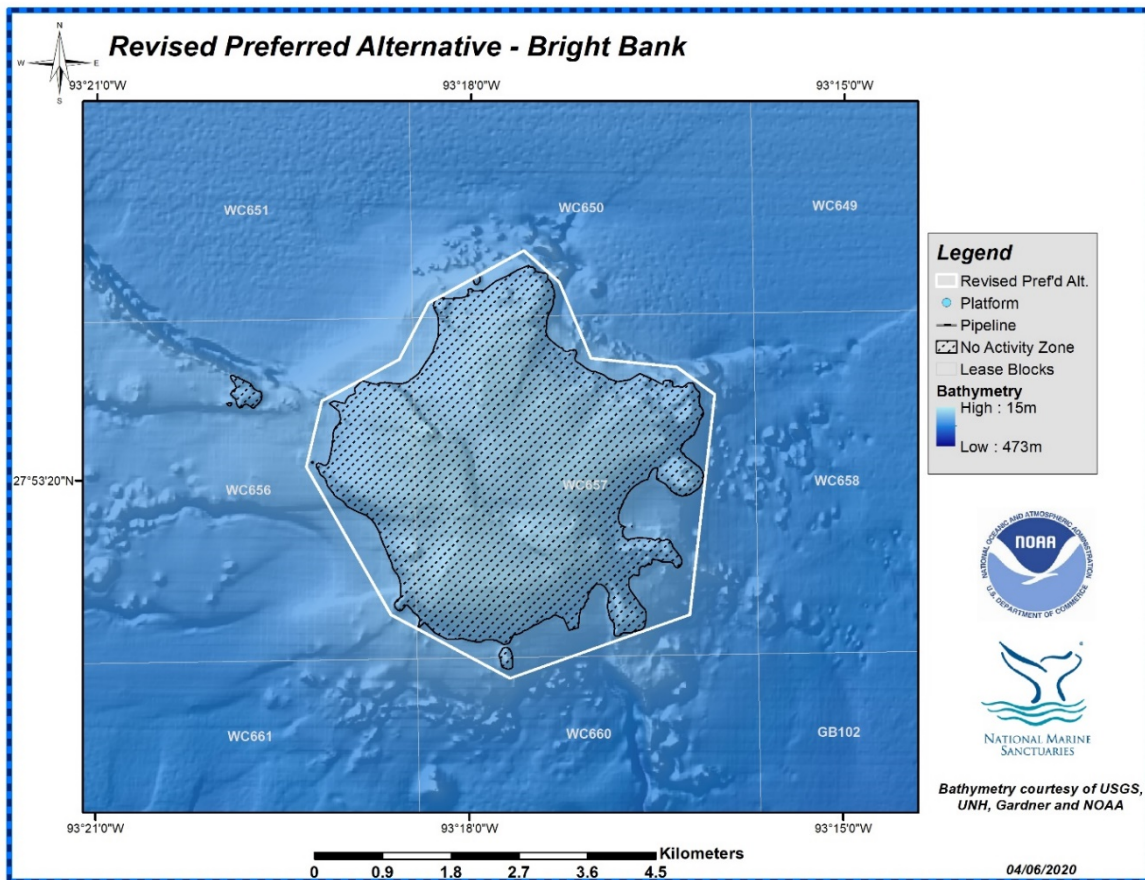 Revised Preferred Alternative - Bright Bank
N
W E
S
93°21'0"W 93°18'0"W 93°15'0"W
WC651 WC650 WC649
Legend
Revised Pref'd Alt.
Platform
Pipeline
No Activity Zone
Lease Blocks
Bathymetry
High : 15m
Low : 473m
27°53'20"N
WC656 WC657 WC658
WC661 WC660 GB102
NATIONAL OCEANIC AND ATMOSPHERIC ADMINISTRATION
NOAA
U.S. DEPARTMENT OF COMMERCE
NATIONAL MARINE
SANCTUARIES
Bathymetry courtesy of USGS,
UNH, Gardner and NOAA
93°21'0"W 93°18'0"W 93°15'0"W
Kilometers
0 0.9 1.8 2.7 3.6 4.5
04/06/2020